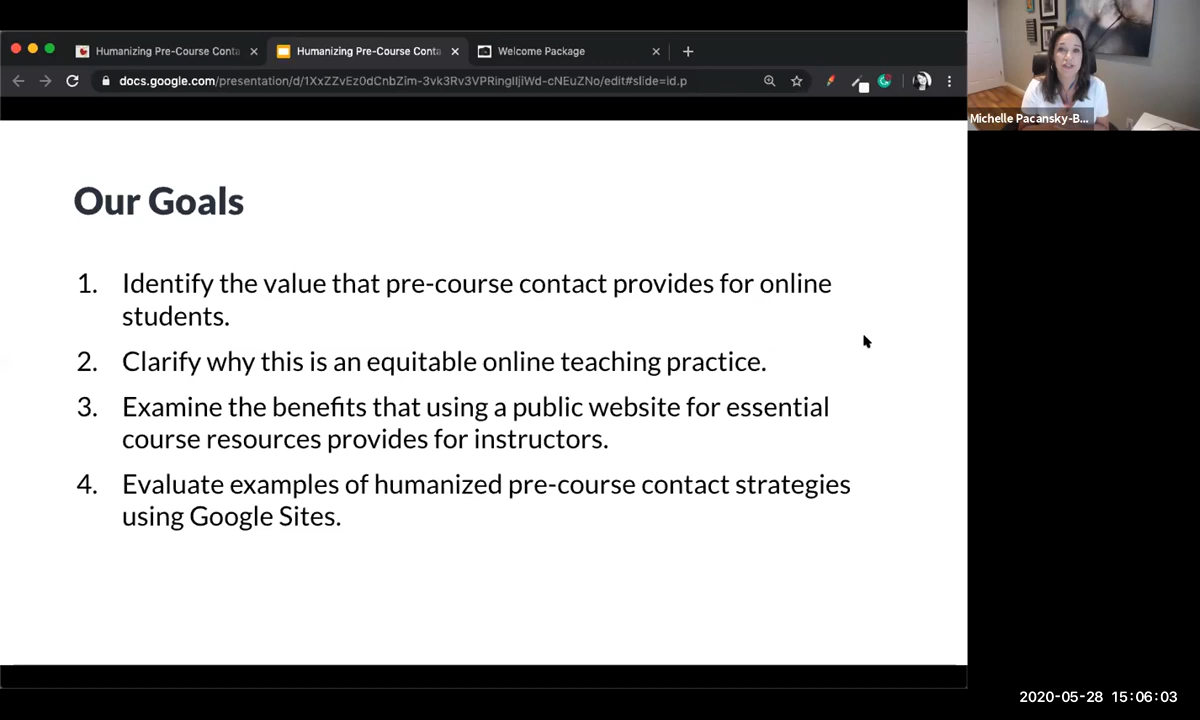 Humanizing Pre-Course Conta
Humanizing Pre-Course Conta
Welcome Package
docs.google.com/presentation/d/1XxZZvEz0dCnbZim-3vk3Rv3VPRingIIjiWd-cNEuZNo/edit#slide=id.p
Michelle Pacansky-B...
Our Goals
1. Identify the value that pre-course contact provides for online
students.
2. Clarify why this is an equitable online teaching practice.
3. Examine the benefits that using a public website for essential
course resources provides for instructors.
4. Evaluate examples of humanized pre-course contact strategies
using Google Sites.
2020-05-28 15:06:03